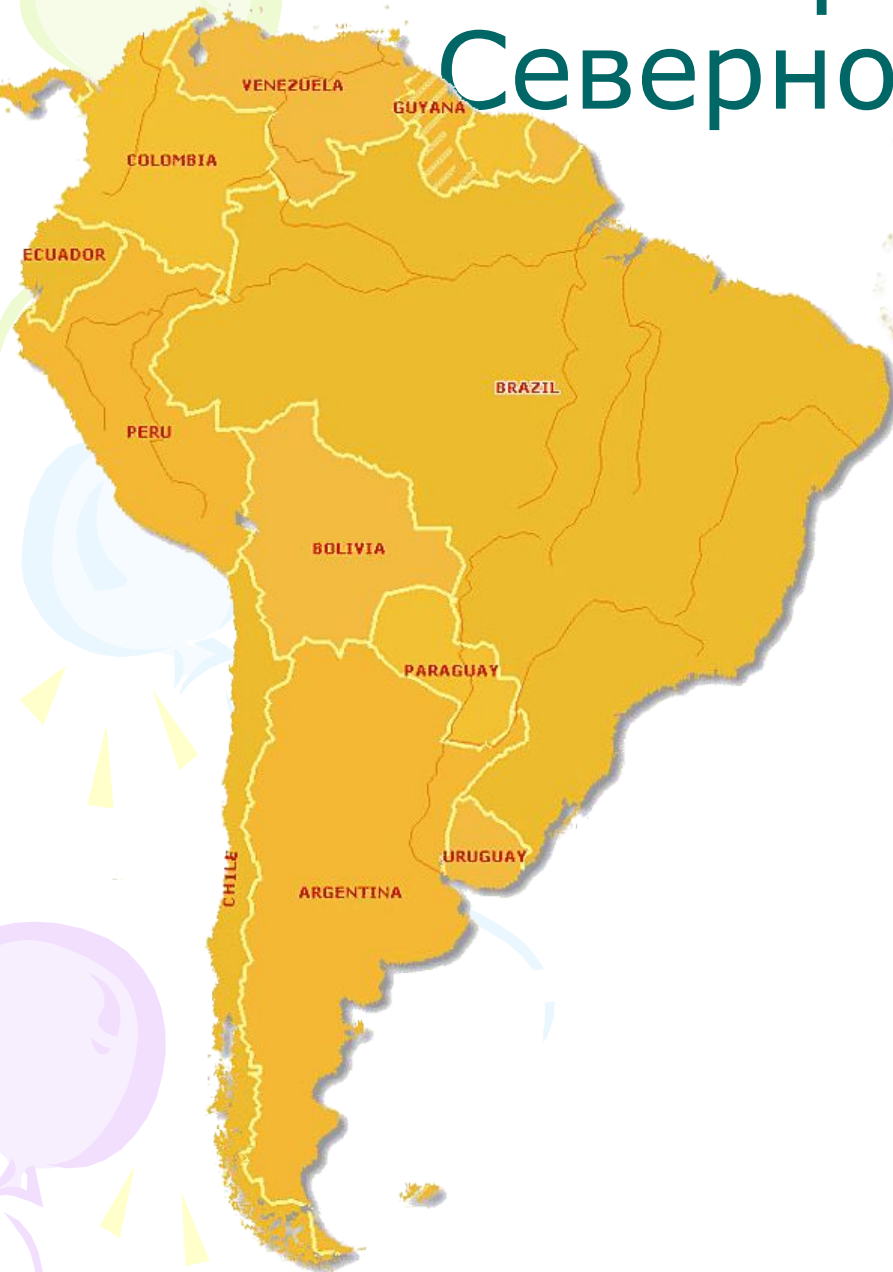 Северно
VENEZUELA
GUYANA
COLOMBIA
ECUADOR
BRAZIL
PERU
BOLIVIA
PARAGUAY
CHILE
URUGUAY
ARGENTINA